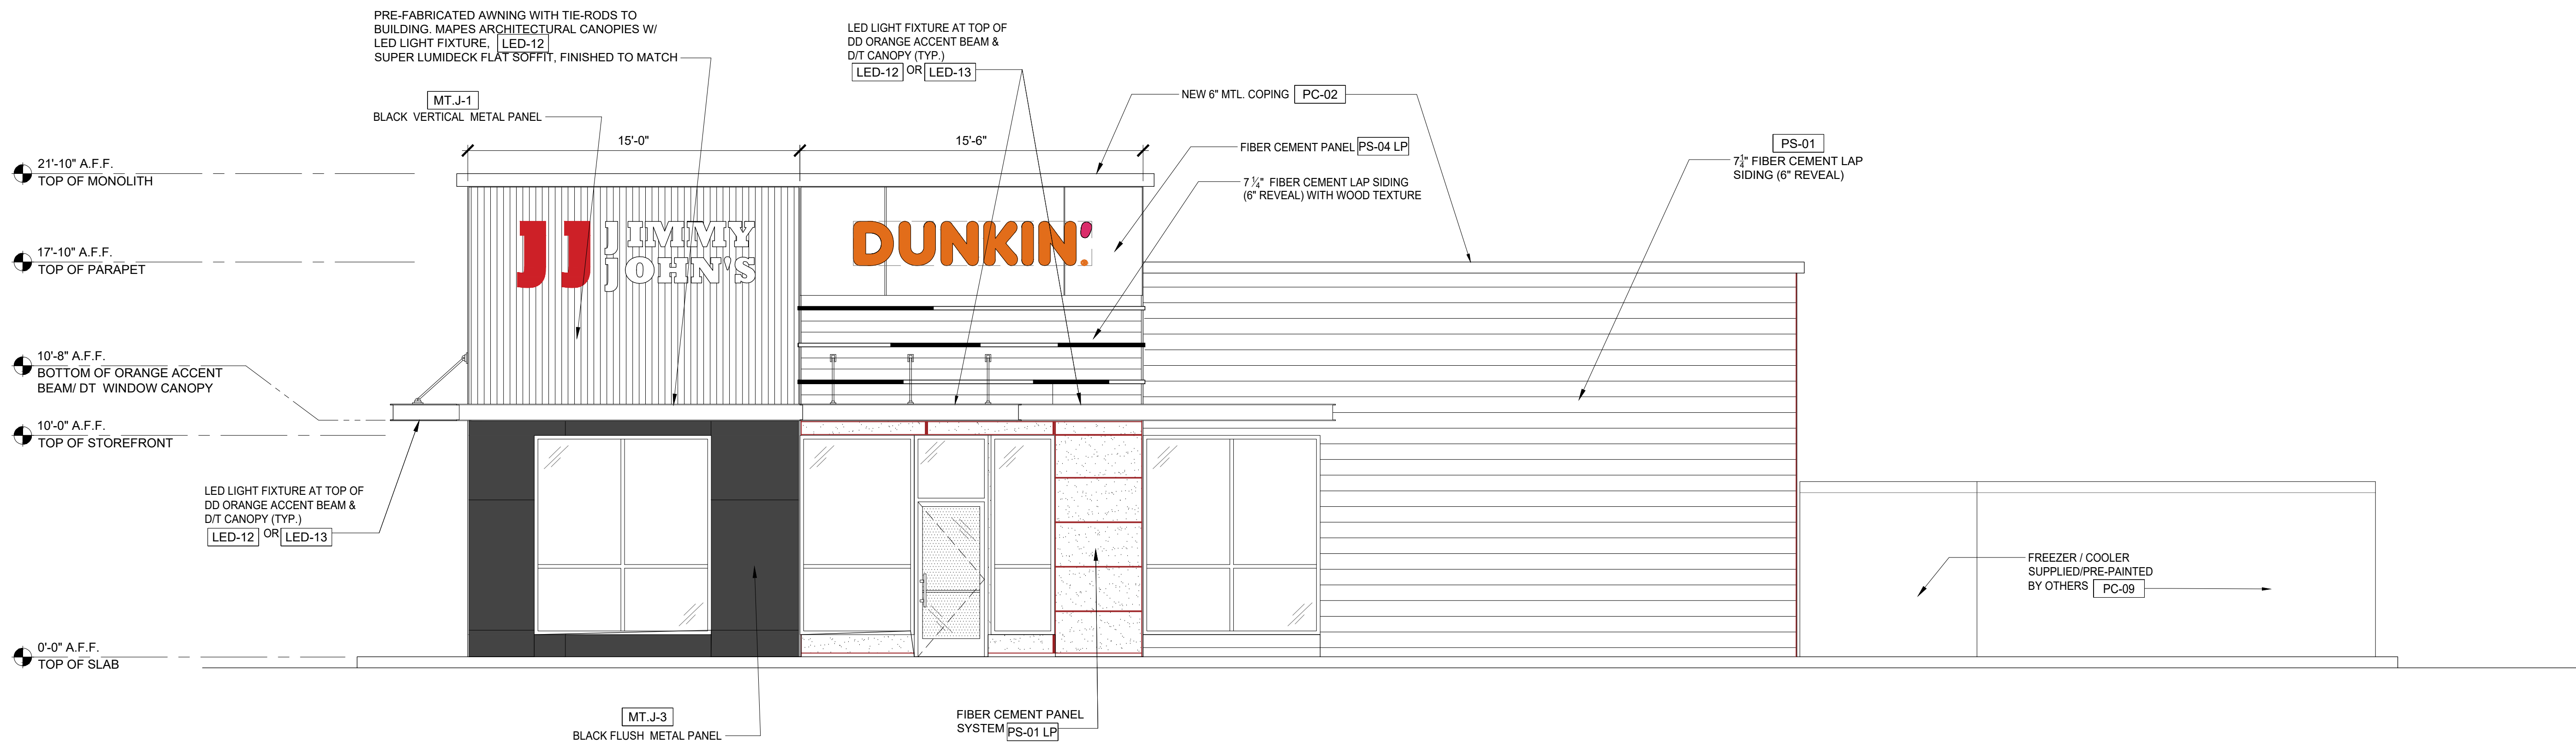 PRE-FABRICATED AWNING WITH TIE-RODS TO
BUILDING. MAPES ARCHITECTURAL CANOPIES W/
LED LIGHT FIXTURE, LED-12
SUPER LUMIDECK FLAT SOFFIT, FINISHED TO MATCH
LED LIGHT FIXTURE AT TOP OF
DD ORANGE ACCENT BEAM &
D/T CANOPY (TYP.)
LED-12 OR LED-13
MT.J-1
BLACK VERTICAL METAL PANEL
NEW 6" MTL. COPING PC-02
15'-0"
15'-6"
FIBER CEMENT PANEL PS-04 LP
PS-01
7¼" FIBER CEMENT LAP
SIDING (6" REVEAL)
7 ¼" FIBER CEMENT LAP SIDING
(6" REVEAL) WITH WOOD TEXTURE
21'-10" A.F.F.
TOP OF MONOLITH
JJ JIMMY
JOHN'S
DUNKIN'
17'-10" A.F.F.
TOP OF PARAPET
10'-8" A.F.F.
BOTTOM OF ORANGE ACCENT
BEAM/ DT WINDOW CANOPY
10'-0" A.F.F.
TOP OF STOREFRONT
LED LIGHT FIXTURE AT TOP OF
DD ORANGE ACCENT BEAM &
D/T CANOPY (TYP.)
LED-12 OR LED-13
FREEZER / COOLER
SUPPLIED/PRE-PAINTED
BY OTHERS PC-09
0'-0" A.F.F.
TOP OF SLAB
MT.J-3
BLACK FLUSH METAL PANEL
FIBER CEMENT PANEL
SYSTEM PS-01 LP